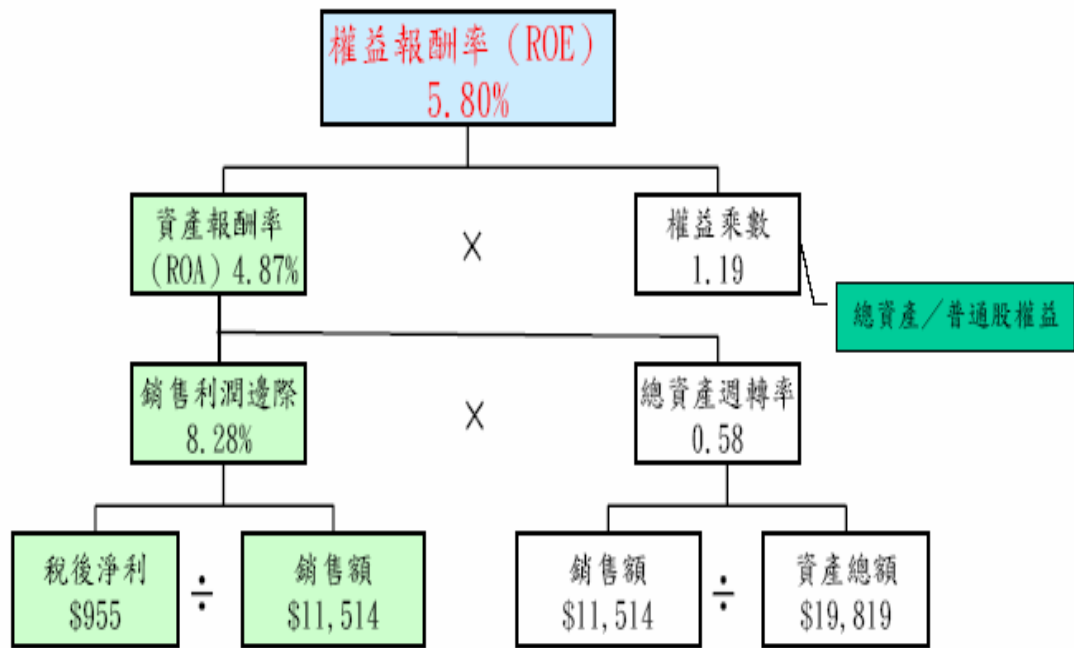 權益報酬率（ROE）
5.80%
資產報酬率
（ROA）4.87%
×
權益乘數
1.19
總資產／普通股權益
銷售利潤邊際
8.28%
×
總資產週轉率
0.58
稅後淨利
$955
÷
銷售額
$11,514
銷售額
$11,514
÷
資產總額
$19,819